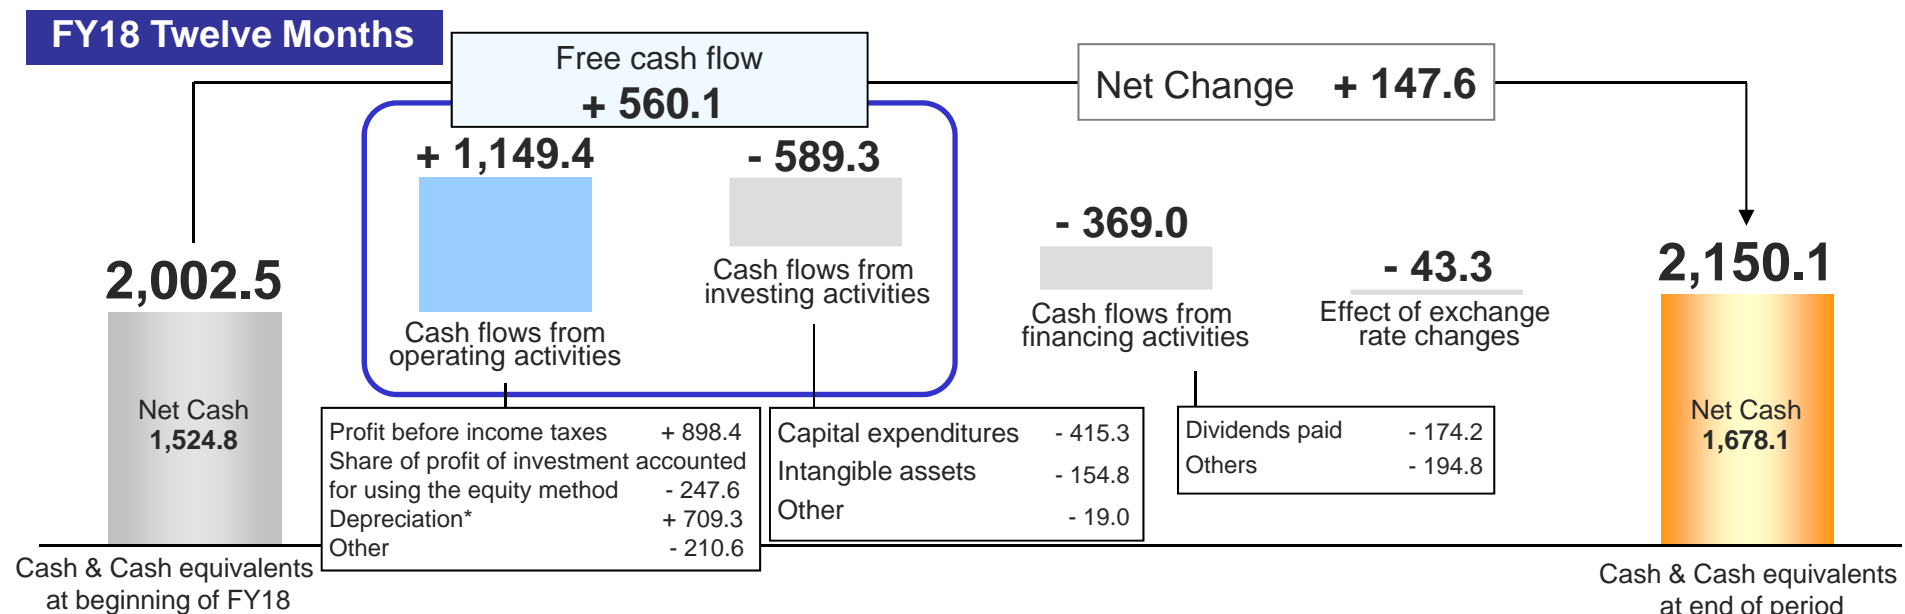 FY18 Twelve Months
Free cash flow
+ 560.1
Net Change + 147.6
+ 1,149.4
- 589.3
- 369.0
- 43.3
2,002.5
2,150.1
Cash flows from
operating activities
Cash flows from
investing activities
Cash flows from
financing activities
Effect of exchange
rate changes
Net Cash
1,524.8
Net Cash
1,678.1
Profit before income taxes + 898.4
Share of profit of investment accounted
for using the equity method - 247.6
Depreciation* + 709.3
Other - 210.6
Capital expenditures - 415.3
Intangible assets - 154.8
Other - 19.0
Dividends paid - 174.2
Others - 194.8
Cash & Cash equivalents
at beginning of FY18
Cash & Cash equivalents
at end of period